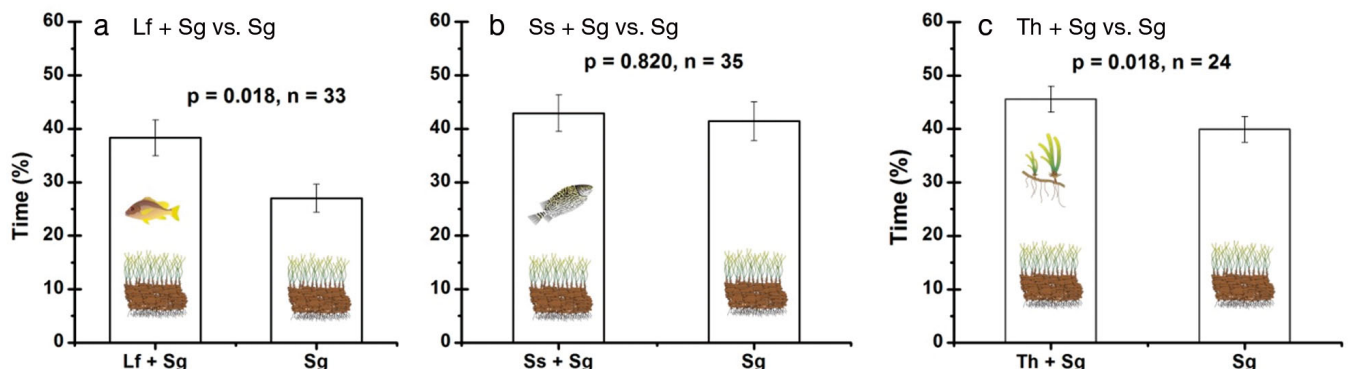 a Lf + Sg vs. Sg
p = 0.018, n = 33
Time (%)
60
50
40
30
20
10
0
Lf + Sg Sg
b Ss + Sg vs. Sg
p = 0.820, n = 35
60
50
40
30
20
10
0
Ss + Sg Sg
c Th + Sg vs. Sg
p = 0.018, n = 24
Time (%)
60
50
40
30
20
10
0
Th + Sg Sg